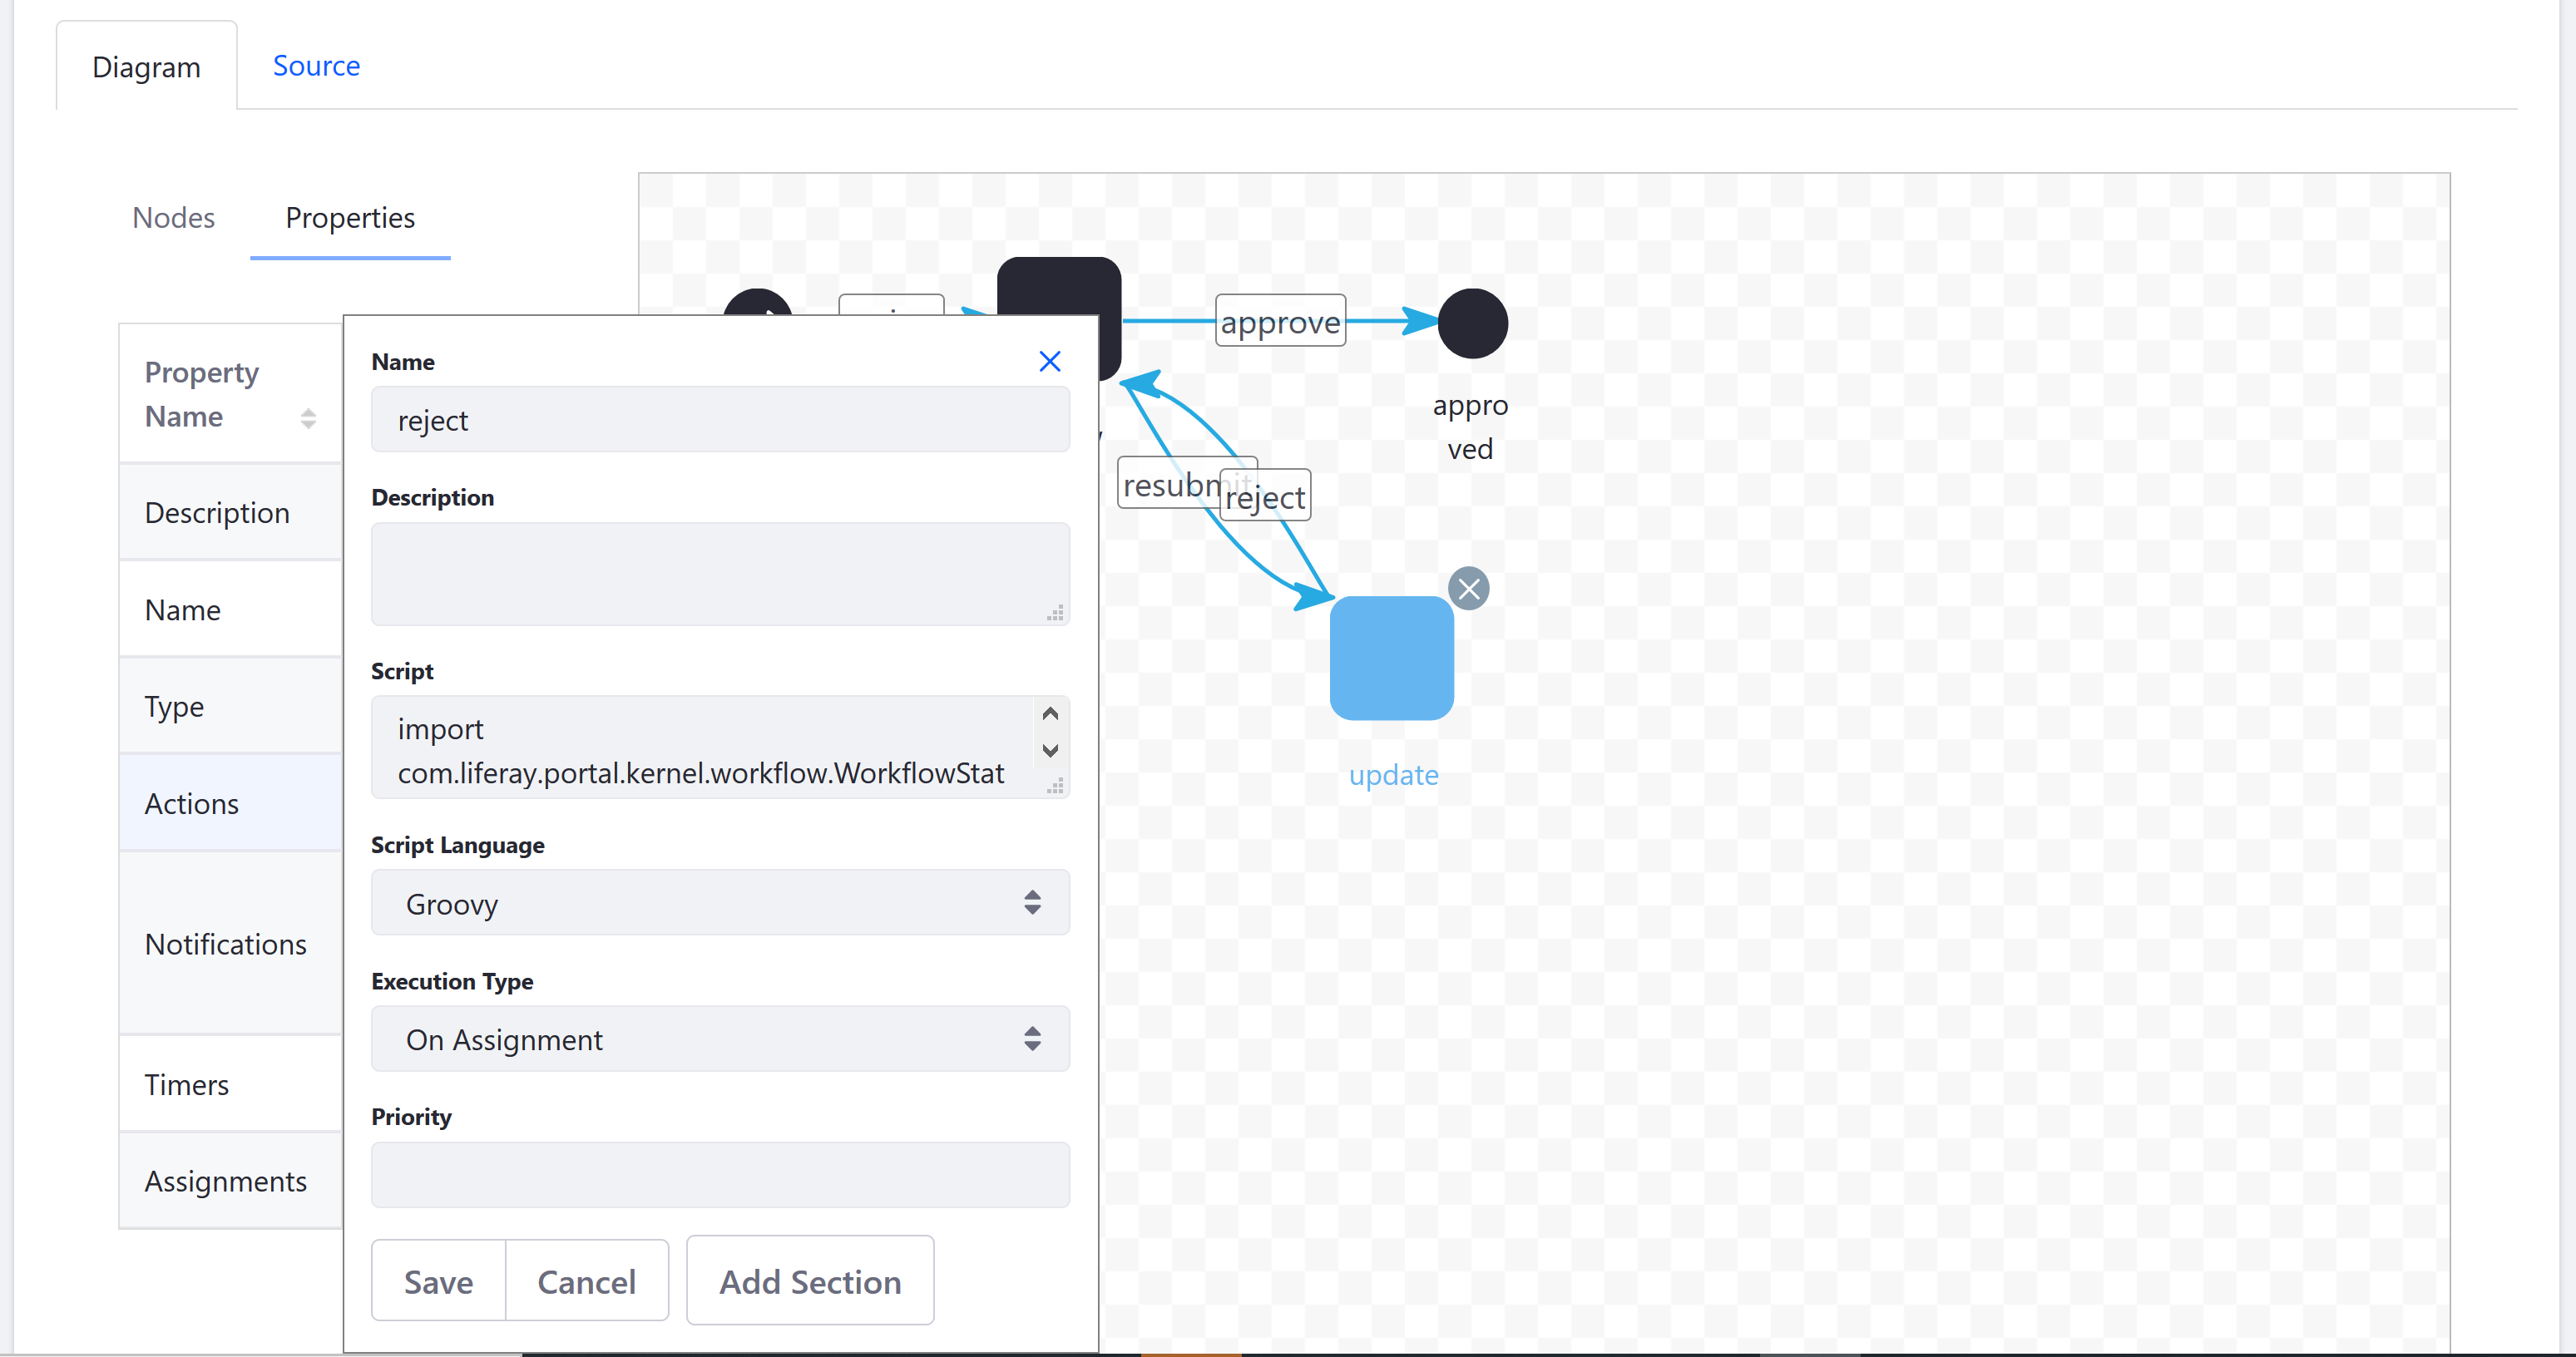 Diagram
Source
Nodes
Properties
Property
Name
Description
Name
Type
Actions
Notifications
Timers
Assignments
Name
reject
Description
Script
import
com.liferay.portal.kernel.workflow.WorkflowStat
Script Language
Groovy
Execution Type
On Assignment
Priority
Save
Cancel
Add Section
approve
appro
ved
resubmit
reject
update